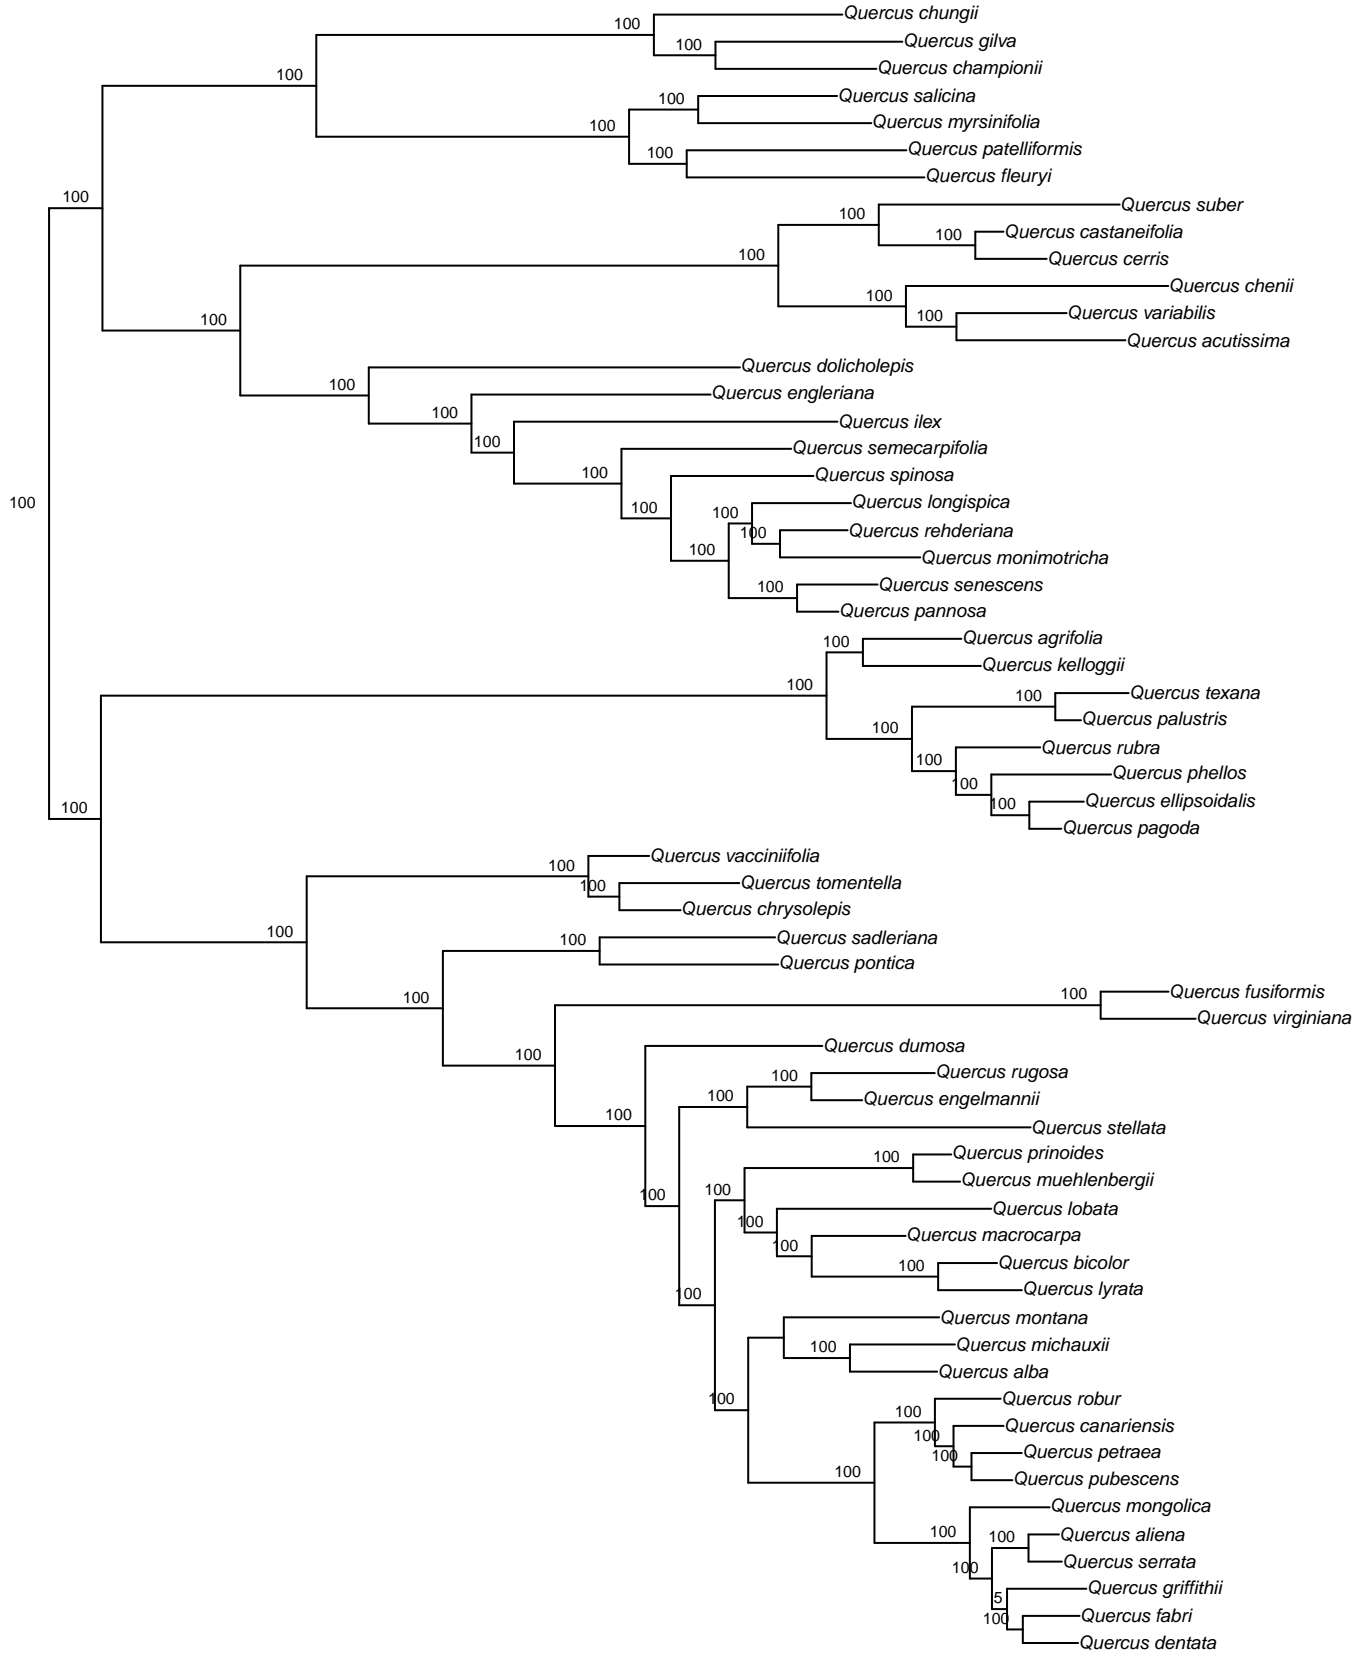 Quercus chungii
100
Quercus gilva
100
Quercus championii
100
Quercus salicina
100
Quercus myrsinifolia
100
Quercus patelliformis
100
Quercus fleuryi
100
Quercus suber
100
Quercus castaneifolia
100
Quercus cerris
100
Quercus chenii
100
Quercus variabilis
100
Quercus acutissima
100
Quercus dolicholepis
100
Quercus engleriana
100
Quercus ilex
100
Quercus semecarpifolia
100
Quercus spinosa
100
Quercus longispica
100
Quercus rehderiana
100
Quercus monimotricha
100
Quercus senescens
100
Quercus pannosa
100
Quercus agrifolia
100
Quercus kelloggii
100
Quercus texana
100
Quercus palustris
100
Quercus rubra
100
Quercus phellos
100
Quercus ellipsoidalis
100
Quercus pagoda
100
Quercus vacciniifolia
100
Quercus tomentella
100
Quercus chrysolepis
100
Quercus sadleriana
100
Quercus pontica
100
Quercus fusiformis
100
Quercus virginiana
100
Quercus dumosa
100
Quercus rugosa
100
Quercus engelmannii
100
Quercus stellata
100
Quercus prinoides
100
Quercus muehlenbergii
100
Quercus lobata
100
Quercus macrocarpa
100
Quercus bicolor
100
Quercus lyrata
100
Quercus montana
Quercus michauxii
100
Quercus alba
100
Quercus robur
100
Quercus canariensis
100
Quercus petraea
100
Quercus pubescens
100
Quercus mongolica
100
Quercus aliena
100
Quercus serrata
100
Quercus griffithii
5
Quercus fabri
100
Quercus dentata